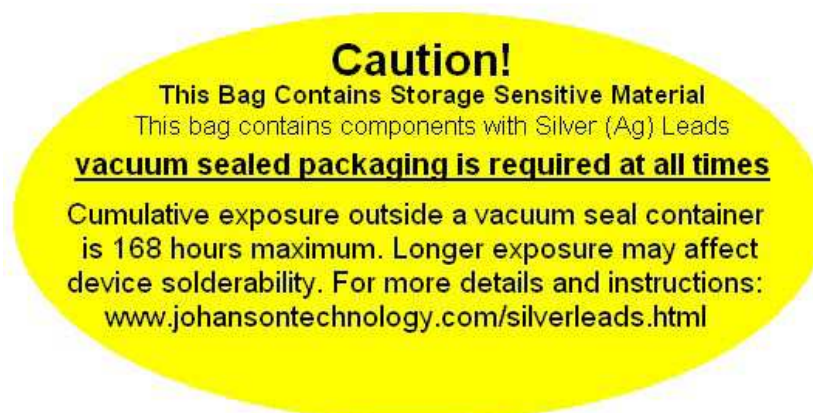 Caution!
This Bag Contains Storage Sensitive Material
This bag contains components with Silver (Ag) Leads
vacuum sealed packaging is required at all times
Cumulative exposure outside a vacuum seal container
is 168 hours maximum. Longer exposure may affect
device solderability. For more details and instructions:
www.johansontechnology.com/silverleads.html